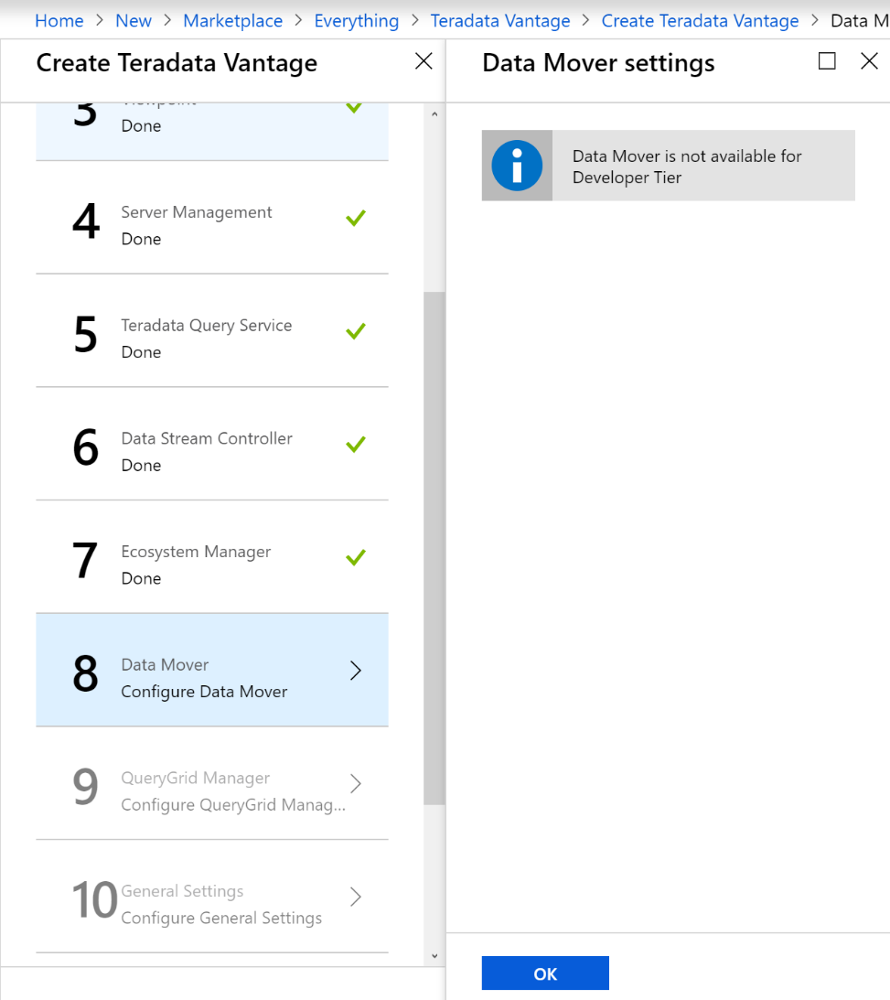 Home > New > Marketplace > Everything > Teradata Vantage > Create Teradata Vantage > Data M
Create Teradata Vantage
3
Viewpoint
Done
4
Server Management
Done
5
Teradata Query Service
Done
6
Data Stream Controller
Done
7
Ecosystem Manager
Done
8
Data Mover
Configure Data Mover
9
QueryGrid Manager
Configure QueryGrid Manag...
10
General Settings
Configure General Settings
Data Mover settings
Data Mover is not available for
Developer Tier
OK